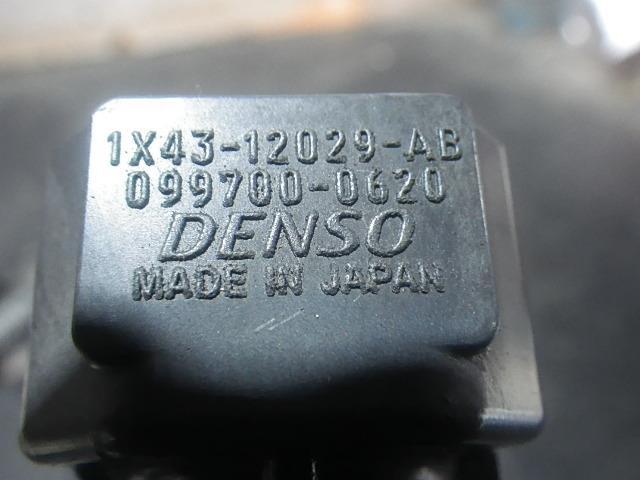 1X43-12029-AB
099700-0620
DENSO
MADE IN JAPAN